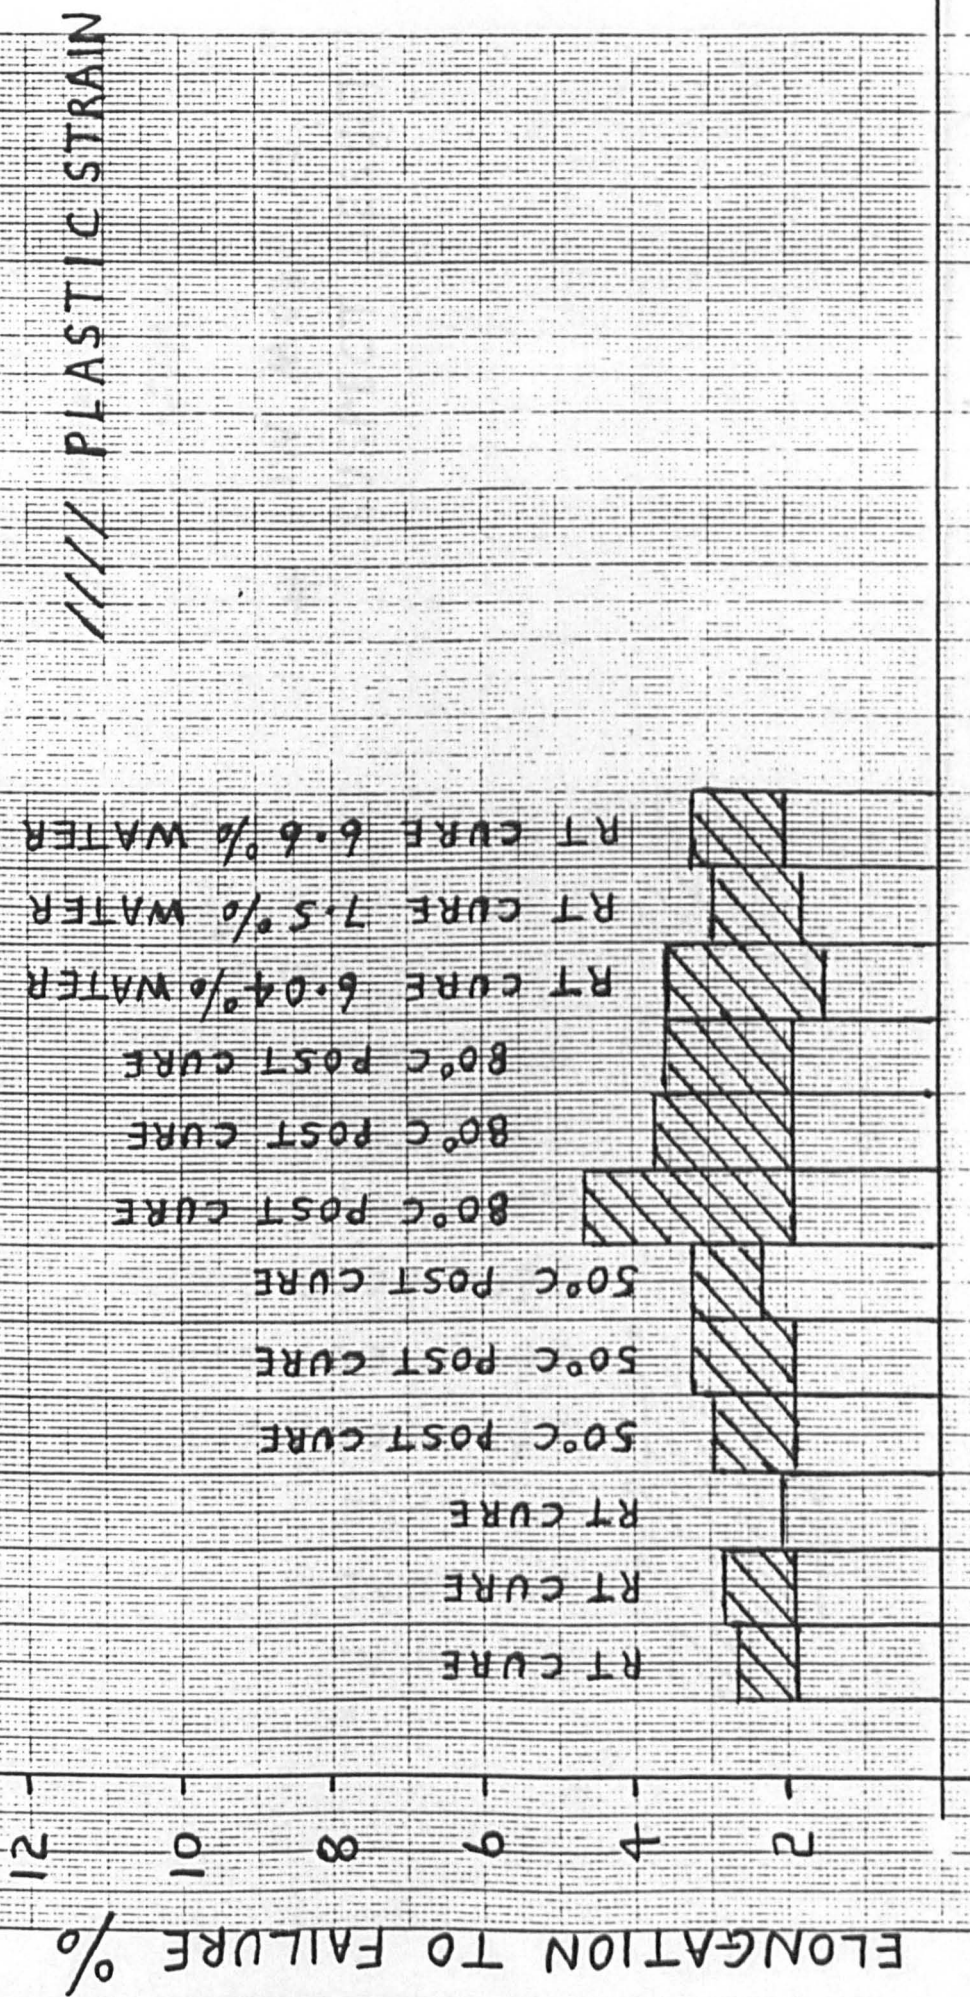 ELONGATION TO FAILURE %
2
4
6
8
10
12
RT CURE
RT CURE
RT CURE
50°C POST CURE
50°C POST CURE
50°C POST CURE
80°C POST CURE
80°C POST CURE
80°C POST CURE
RT CURE 6.04% WATER
RT CURE 7.5% WATER
RT CURE 6.6% WATER
//// PLASTIC STRAIN